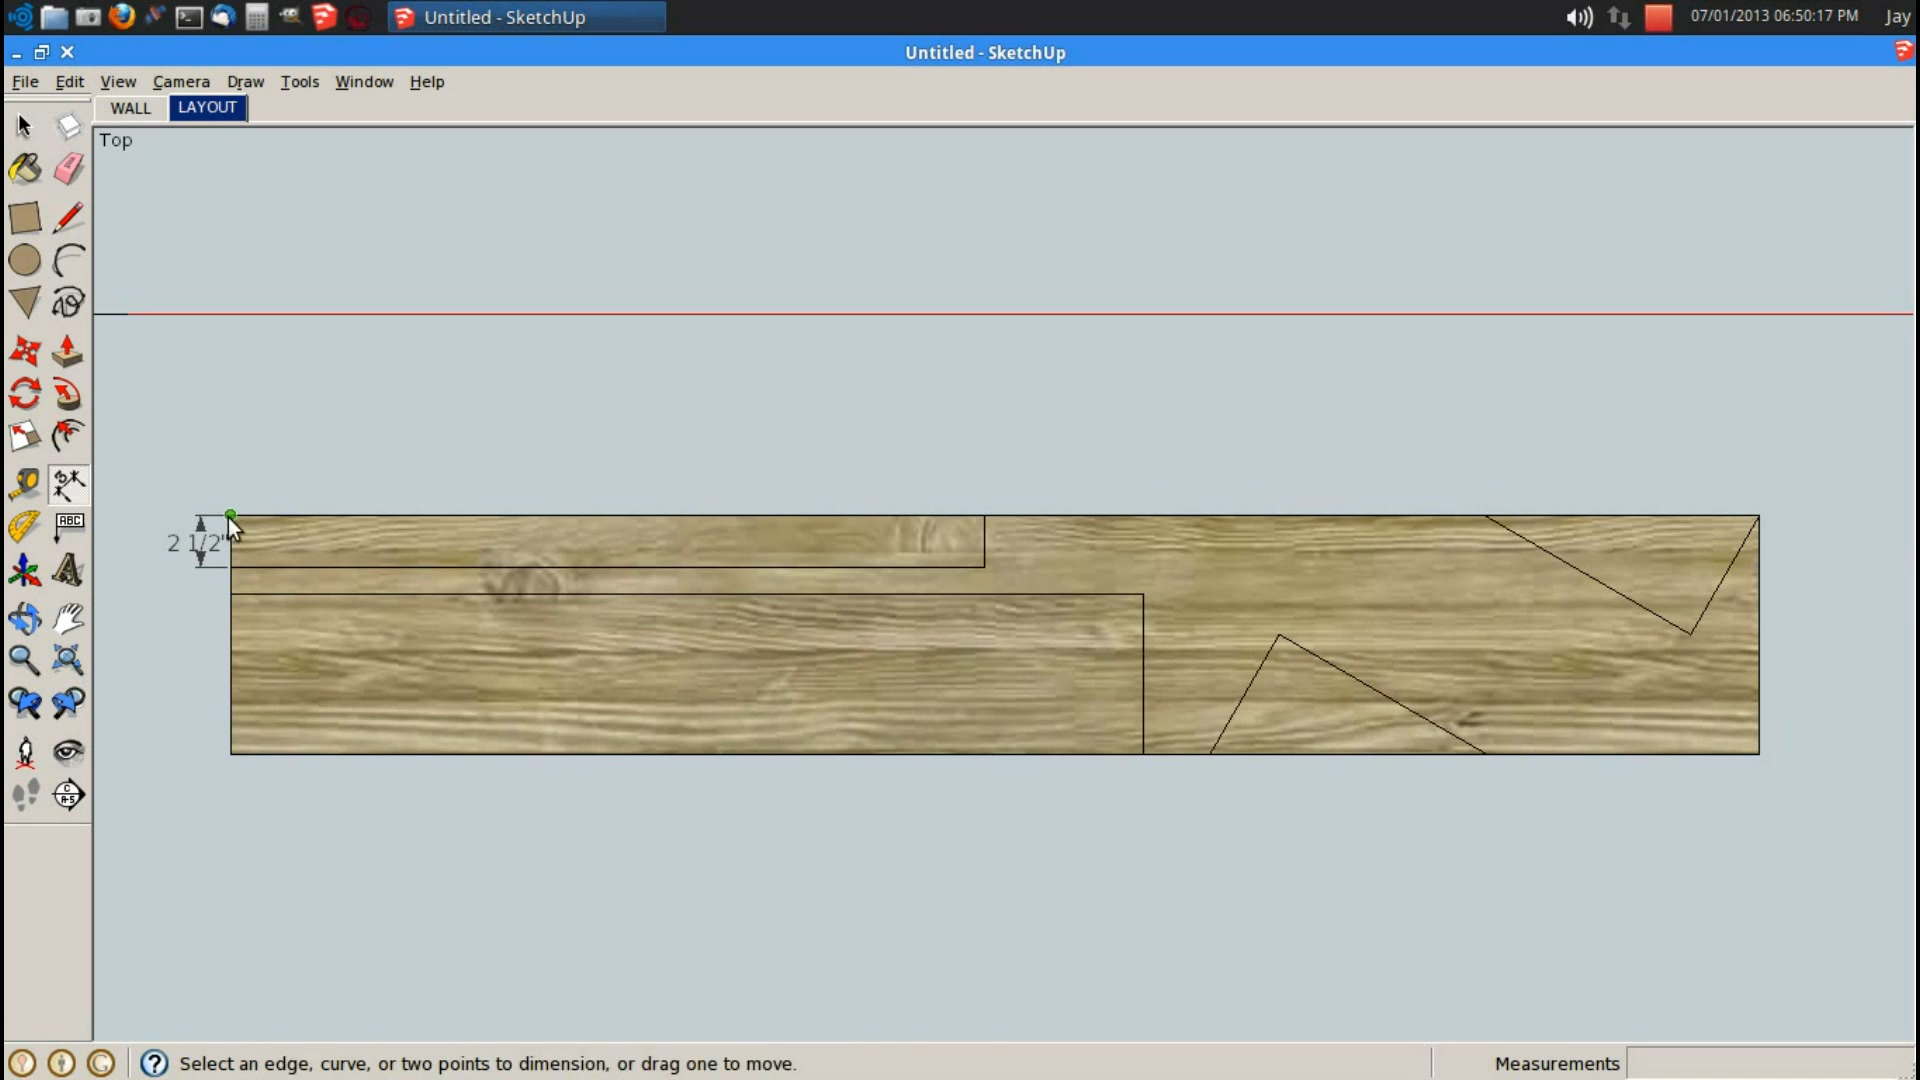 Untitled - SketchUp
07/01/2013 06:50:17 PM
Jay
Untitled - SketchUp
File Edit View Camera Draw Tools Window Help
WALL LAYOUT
Top
2 1/2"
ABC
Select an edge, curve, or two points to dimension, or drag one to move.
Measurements